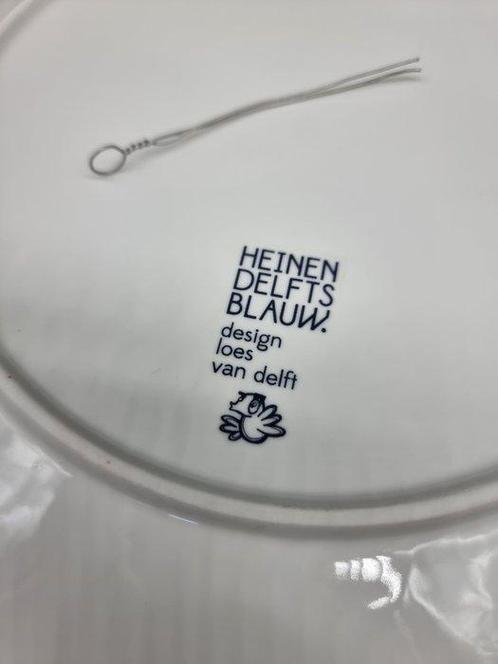 HEINEN
DELFTS
BLAUW.
design
loes
van delft